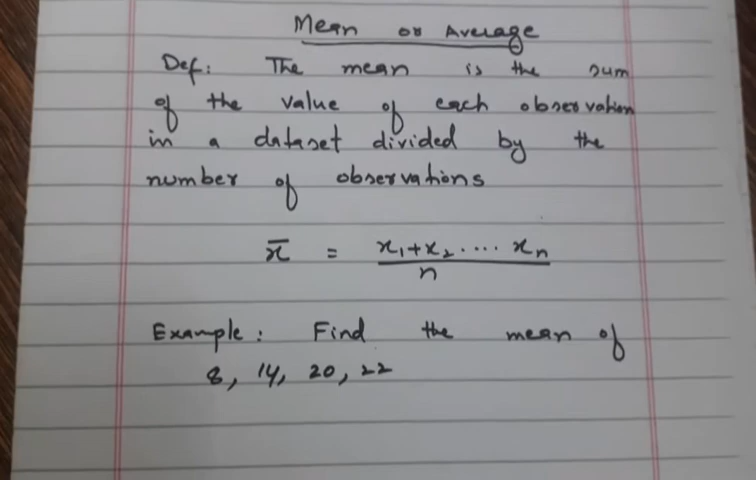 Mean or Average
Def: The mean is the sum
of the value of each observation
in a dataset divided by the
number of observations
x̄ = x₁+x₂.... xₙ / n
Example: Find the mean of
8, 14, 20, 22